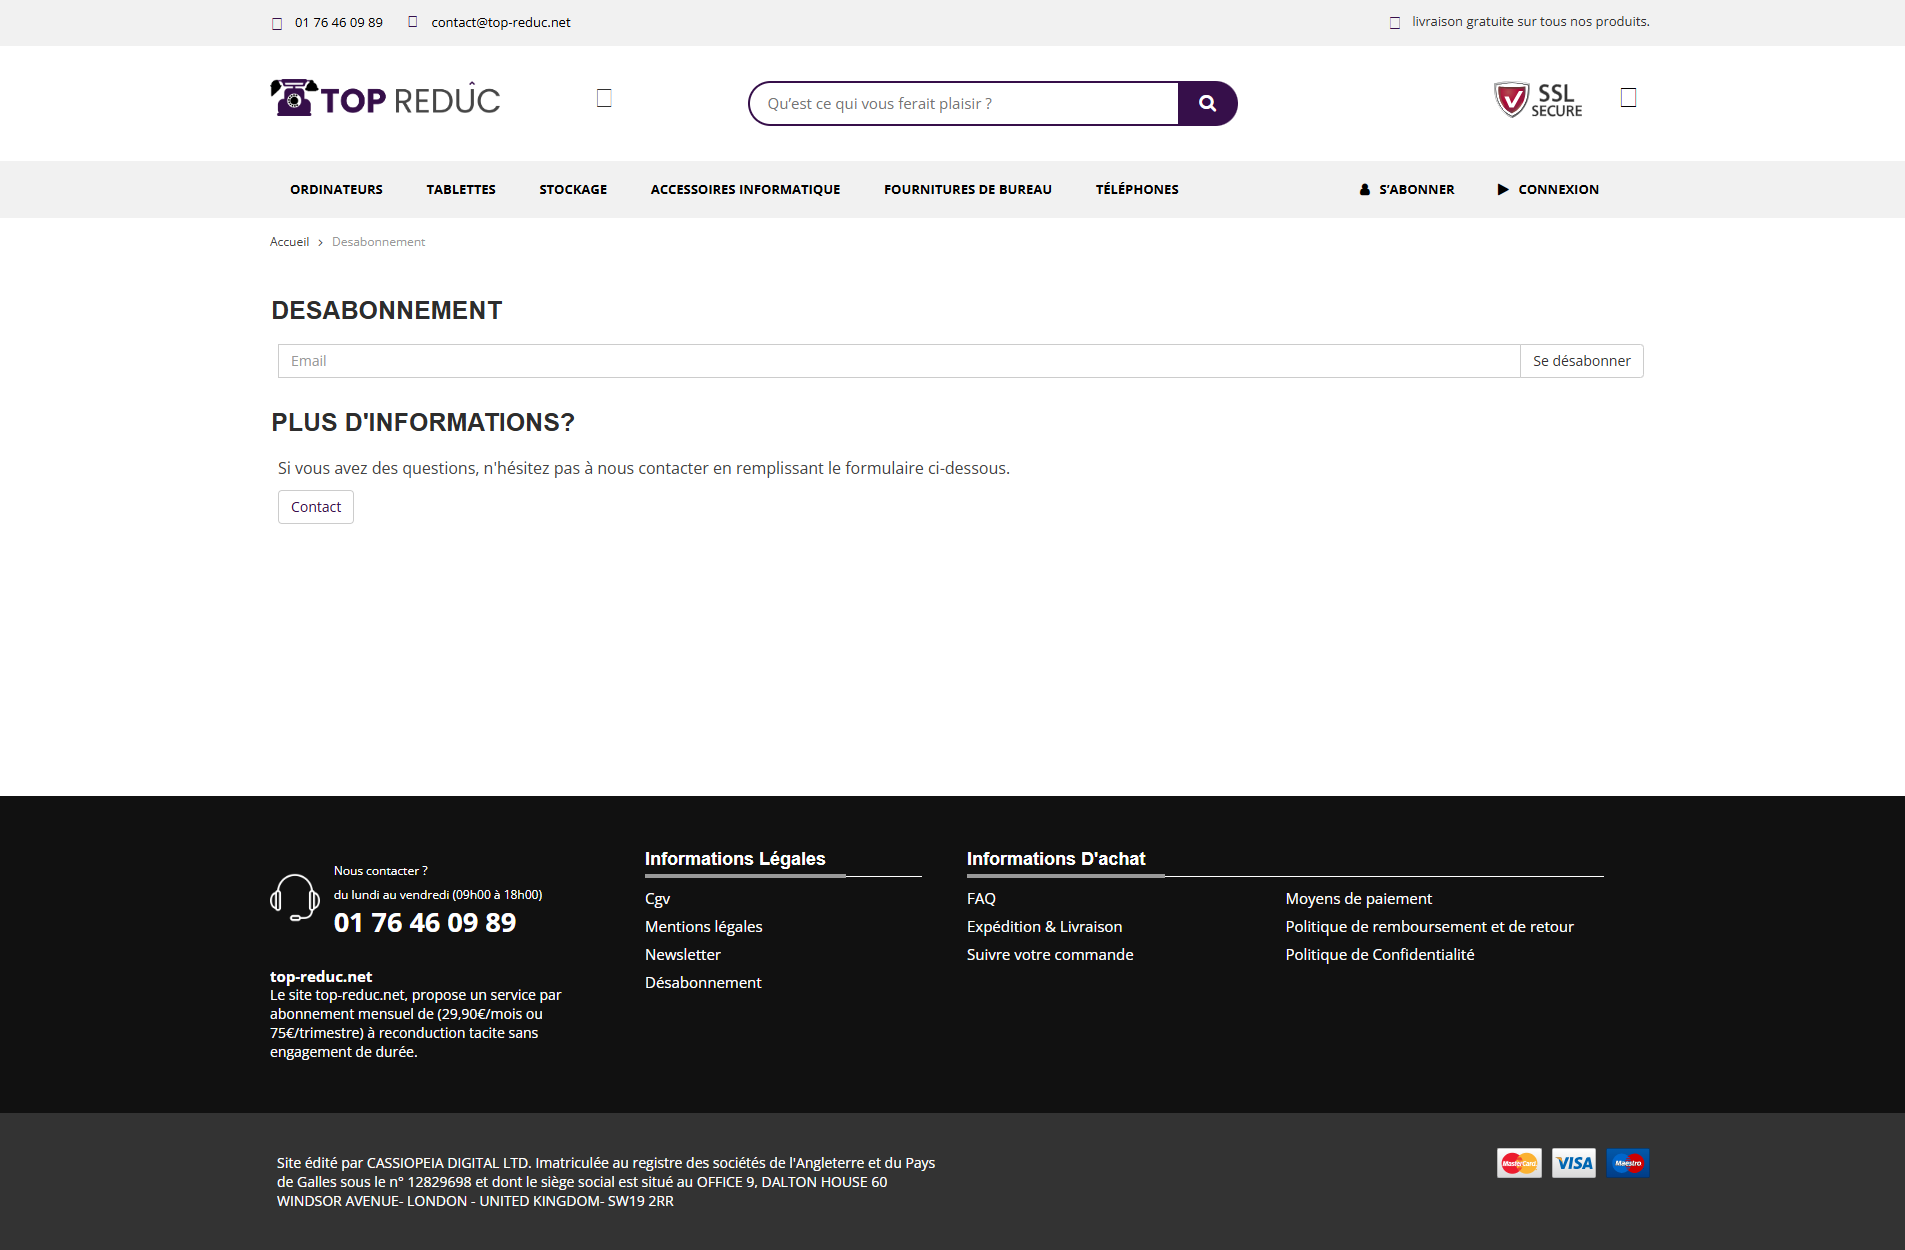 01 76 46 09 89 contact@top-reduc.net livraison gratuite sur tous nos produits.
TOP REDÛC Qu’est ce qui vous ferait plaisir ? SSL
SECURE
ORDINATEURS TABLETTES STOCKAGE ACCESSOIRES INFORMATIQUE FOURNITURES DE BUREAU TÉLÉPHONES S’ABONNER CONNEXION
Accueil > Desabonnement
DESABONNEMENT
Email Se désabonner
PLUS D'INFORMATIONS?
Si vous avez des questions, n'hésitez pas à nous contacter en remplissant le formulaire ci-dessous.
Contact
Nous contacter ?
du lundi au vendredi (09h00 à 18h00)
01 76 46 09 89
top-reduc.net
Le site top-reduc.net, propose un service par
abonnement mensuel de (29,90€/mois ou
75€/trimestre) à reconduction tacite sans
engagement de durée.
Informations Légales
Cgv
Mentions légales
Newsletter
Désabonnement
Informations D'achat
FAQ
Expédition & Livraison
Suivre votre commande
Moyens de paiement
Politique de remboursement et de retour
Politique de Confidentialité
Site édité par CASSIOPEIA DIGITAL LTD. Imatriculée au registre des sociétés de l'Angleterre et du Pays
de Galles sous le n° 12829698 et dont le siège social est situé au OFFICE 9, DALTON HOUSE 60
WINDSOR AVENUE- LONDON - UNITED KINGDOM- SW19 2RR
MasterCard VISA Maestro